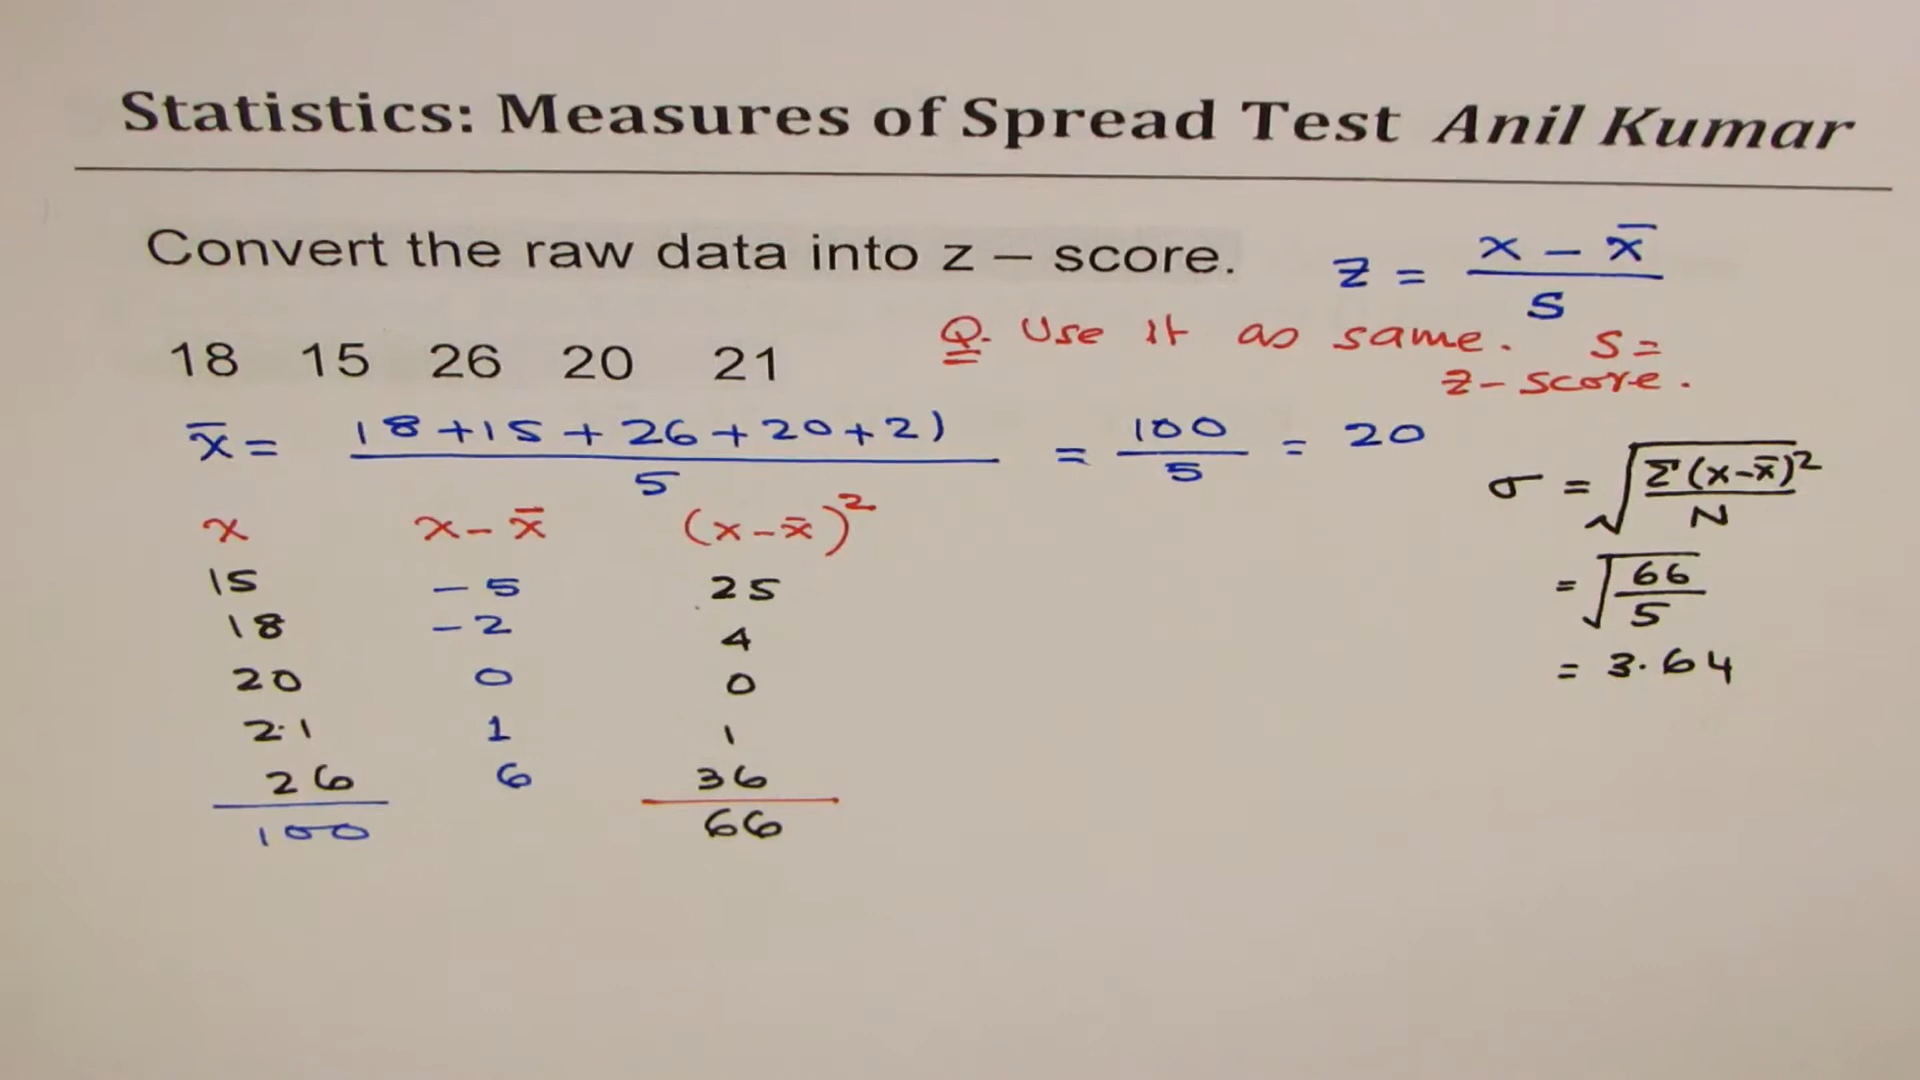 Statistics: Measures of Spread Test Anil Kumar
Convert the raw data into z – score.
z = (x - x̄) / s
18 15 26 20 21
Q. Use it as same. s =
z - score.
x̄ = (18 + 15 + 26 + 20 + 21) / 5 = 100 / 5 = 20
σ = √(Σ(x - x̄)² / N)
= √(66 / 5)
= 3.64
x x - x̄ (x - x̄)²
15 - 5 25
18 - 2 4
20 0 0
21 1 1
26 6 36
100 66